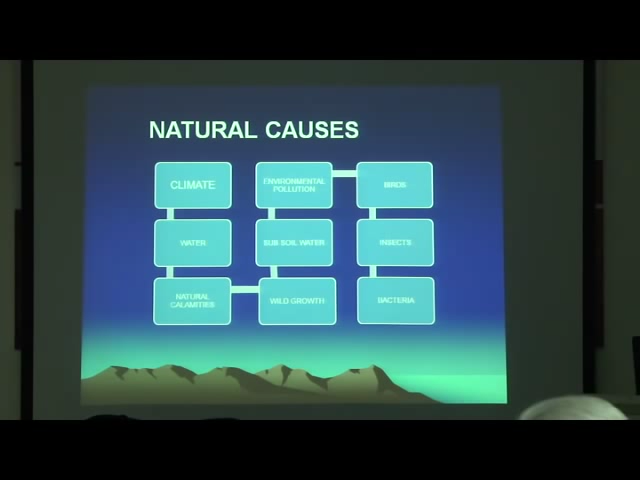 NATURAL CAUSES
CLIMATE
WATER
NATURAL
CALAMITIES
WILD GROWTH
SUB SOIL WATER
ENVIRONMENTAL
POLLUTION
BIRDS
INSECTS
BACTERIA